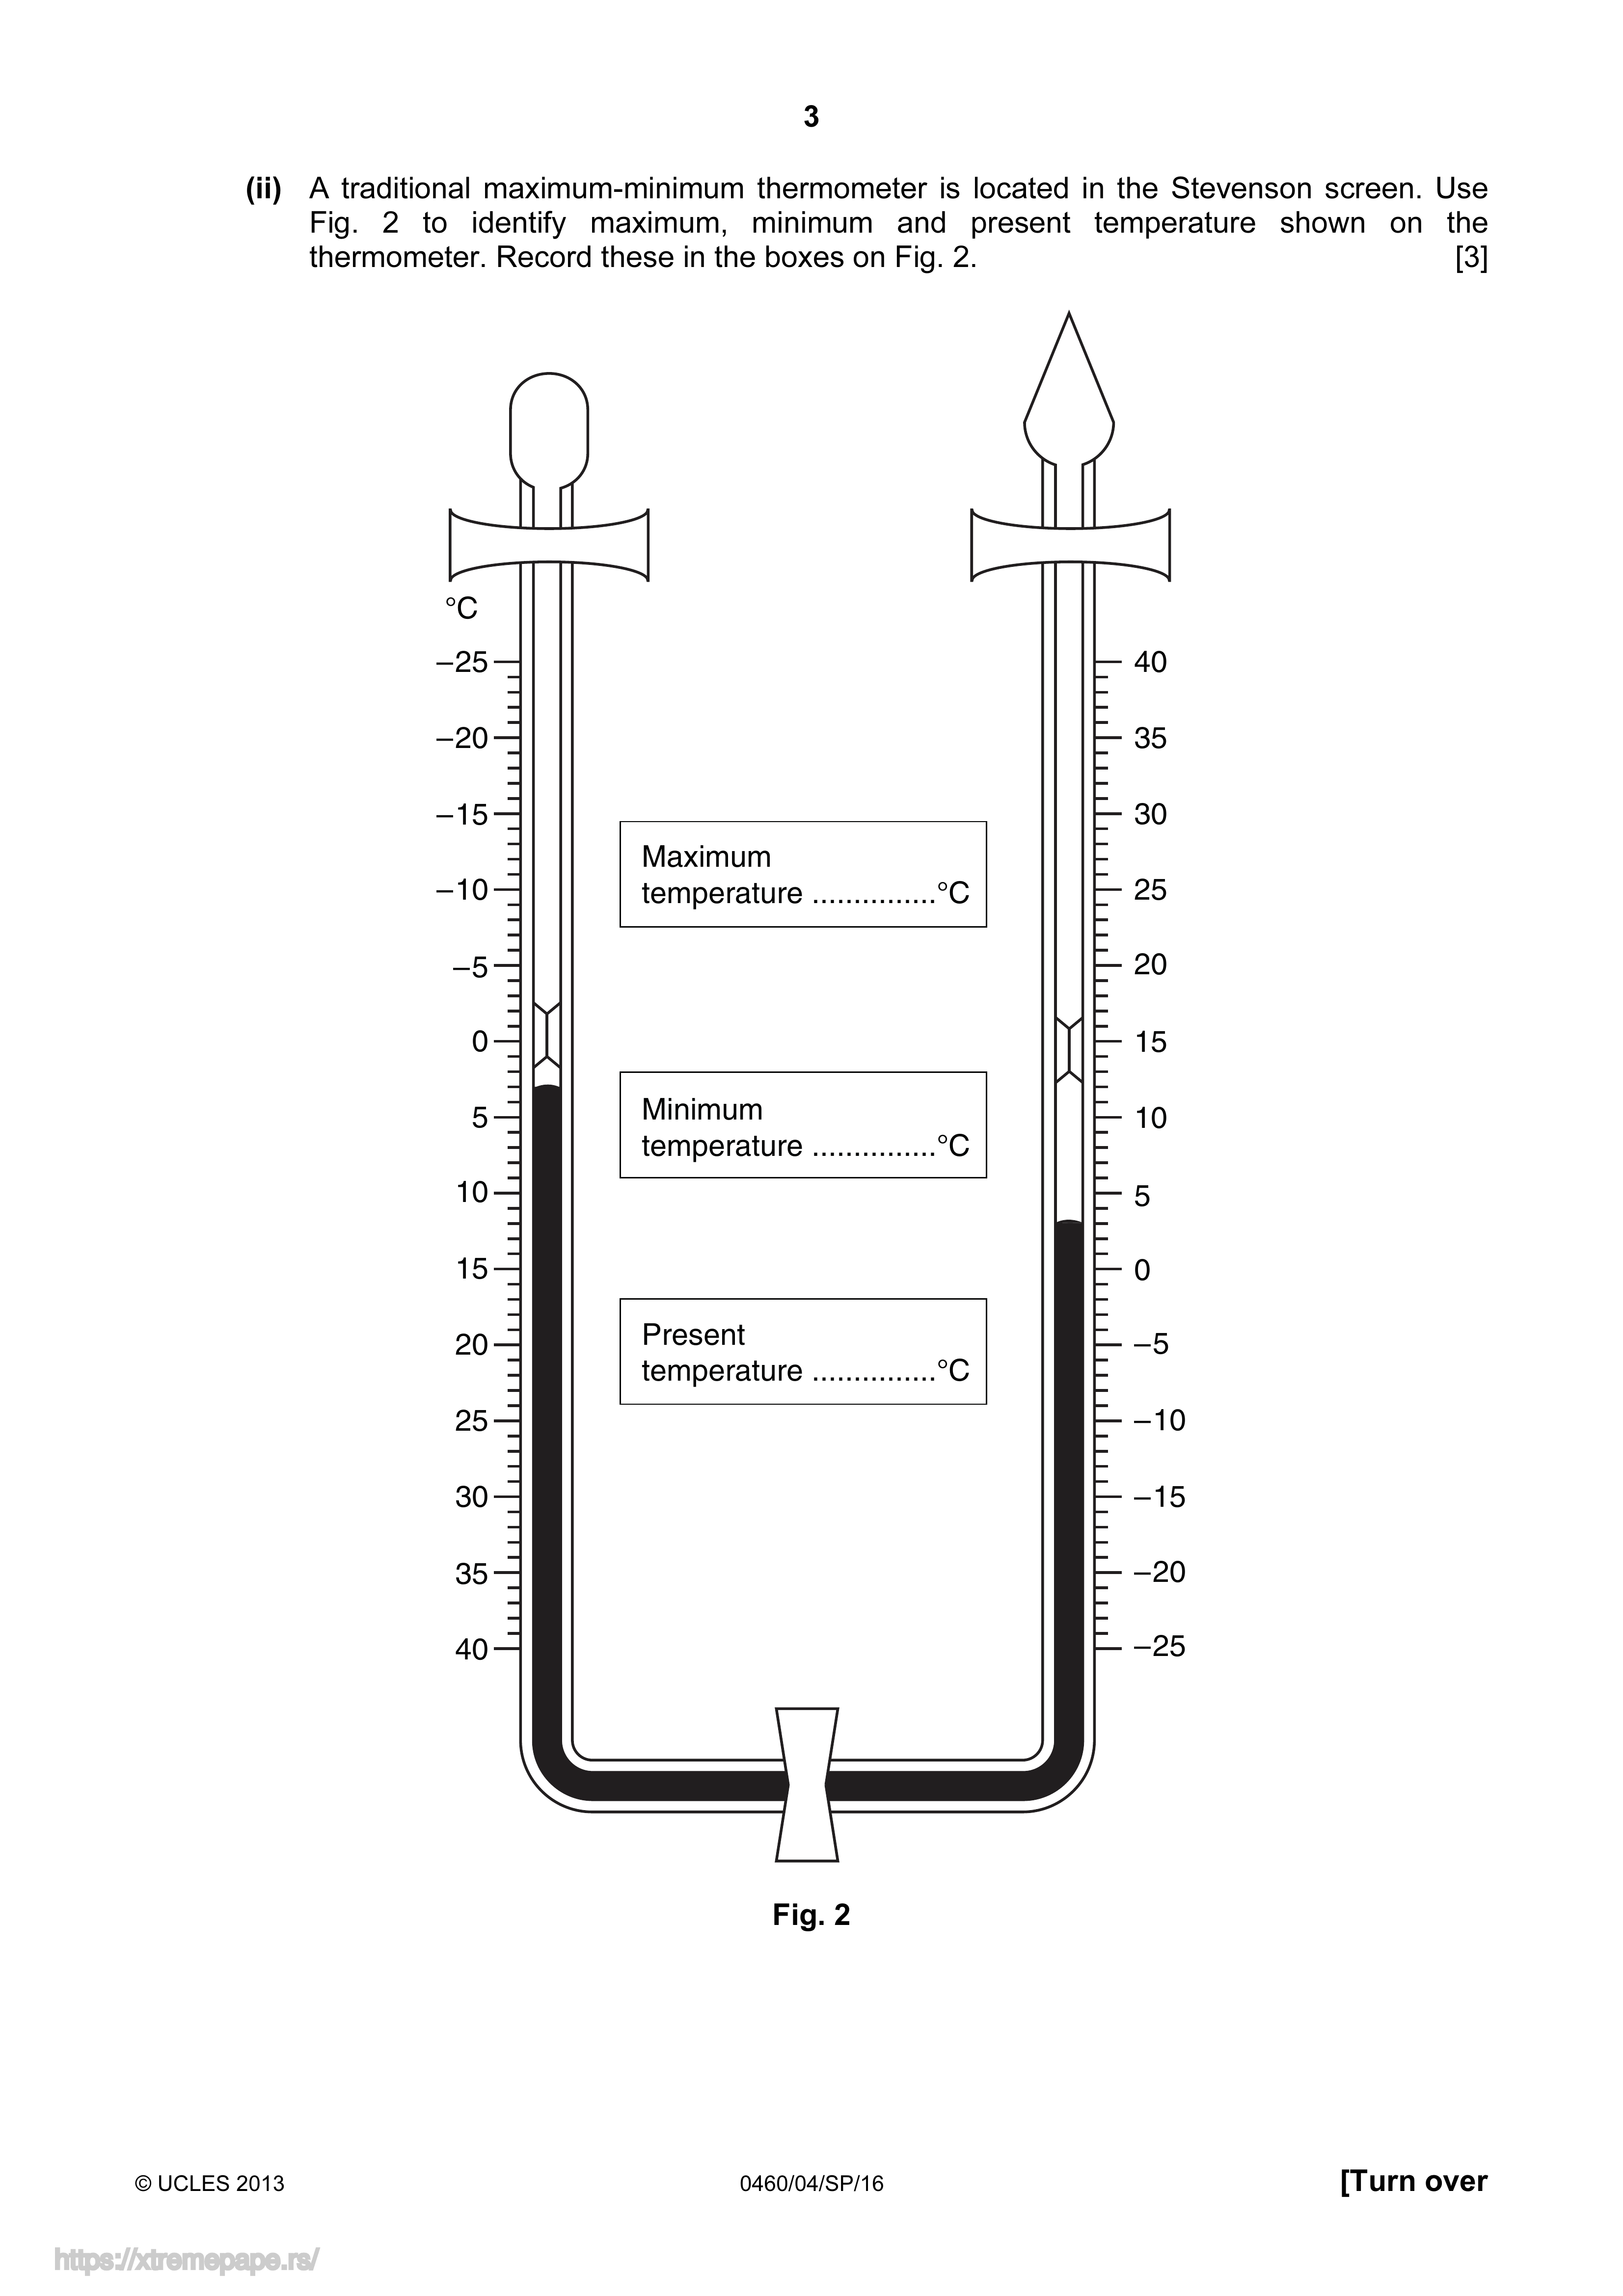 3
(ii) A traditional maximum-minimum thermometer is located in the Stevenson screen. Use
Fig. 2 to identify maximum, minimum and present temperature shown on the
thermometer. Record these in the boxes on Fig. 2. [3]
°C
–25 40
–20 35
–15 30
Maximum
temperature ...............°C
–10 25
–5 20
0 15
Minimum
temperature ...............°C
5 10
10 5
15 0
Present
temperature ...............°C
20 –5
25 –10
30 –15
35 –20
40 –25
Fig. 2
© UCLES 2013 0460/04/SP/16 [Turn over
https://xtremepape.rs/